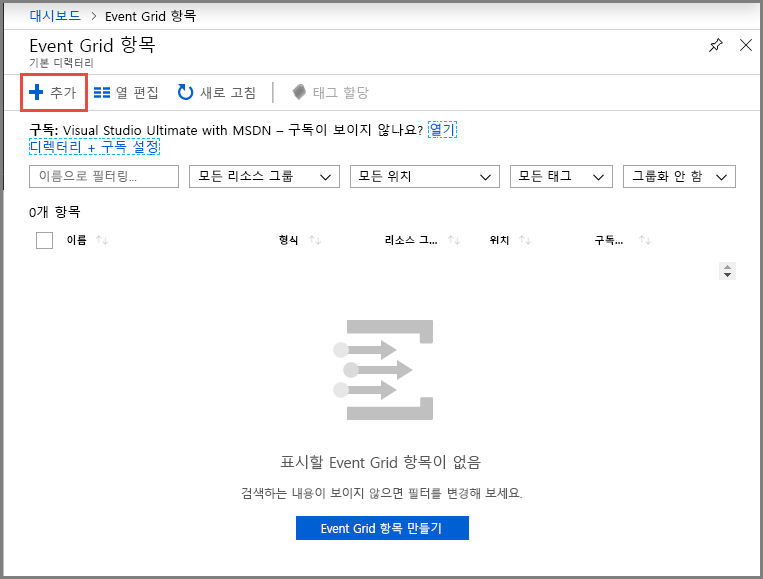 대시보드 > Event Grid 항목
Event Grid 항목
기본 디렉터리
추가 열 편집 새로 고침 태그 할당
구독: Visual Studio Ultimate with MSDN – 구독이 보이지 않나요? 열기
디렉터리 + 구독 설정
이름으로 필터링... 모든 리소스 그룹 모든 위치 모든 태그 그룹화 안 함
0개 항목
이름 형식 리소스 그... 위치 구독...
표시할 Event Grid 항목이 없음
검색하는 내용이 보이지 않으면 필터를 변경해 보세요.
Event Grid 항목 만들기